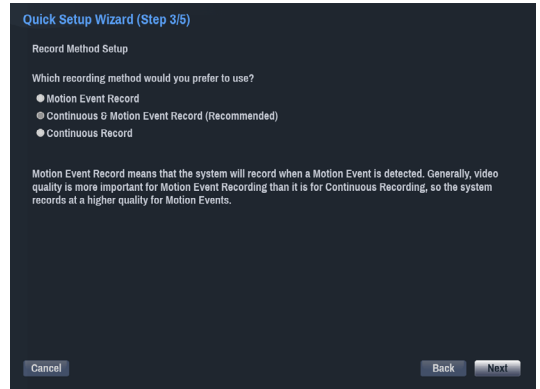 Quick Setup Wizard (Step 3/5)
Record Method Setup
Which recording method would you prefer to use?
Motion Event Record
Continuous & Motion Event Record (Recommended)
Continuous Record
Motion Event Record means that the system will record when a Motion Event is detected. Generally, video
quality is more important for Motion Event Recording than it is for Continuous Recording, so the system
records at a higher quality for Motion Events.
Cancel
Back
Next